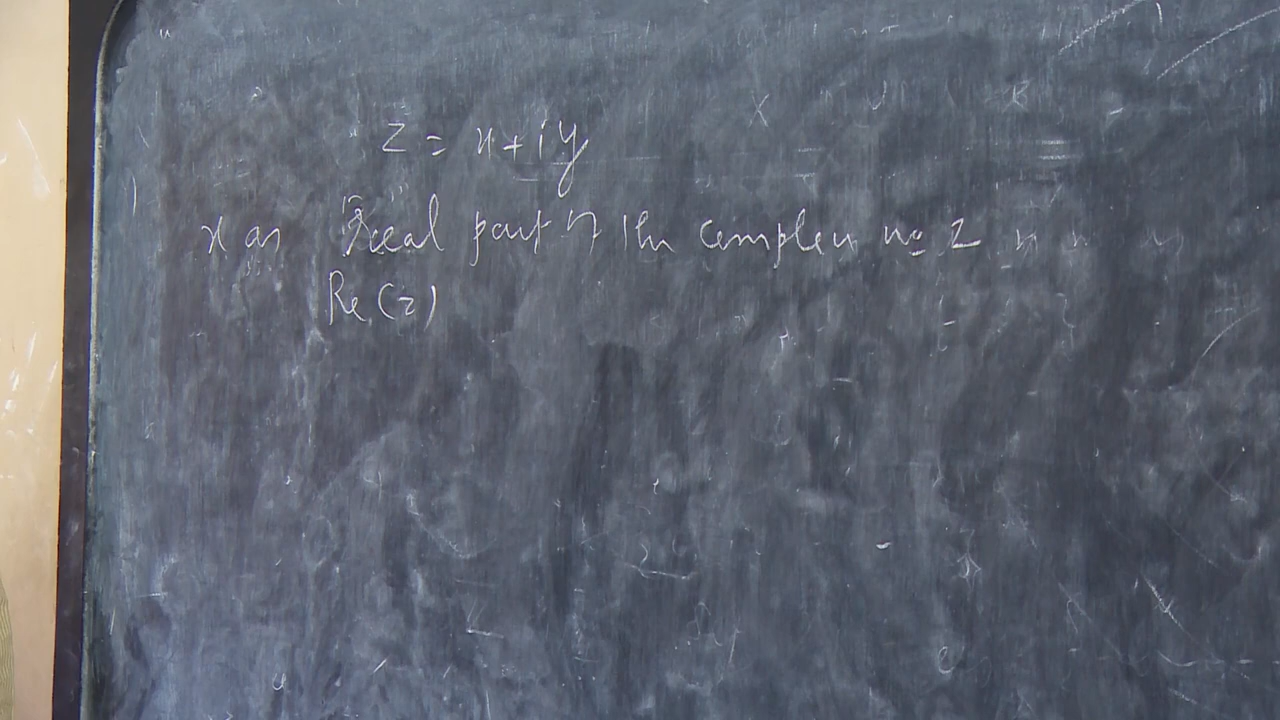 z = x + iy
x as Real part of the complex no z
Re(z)